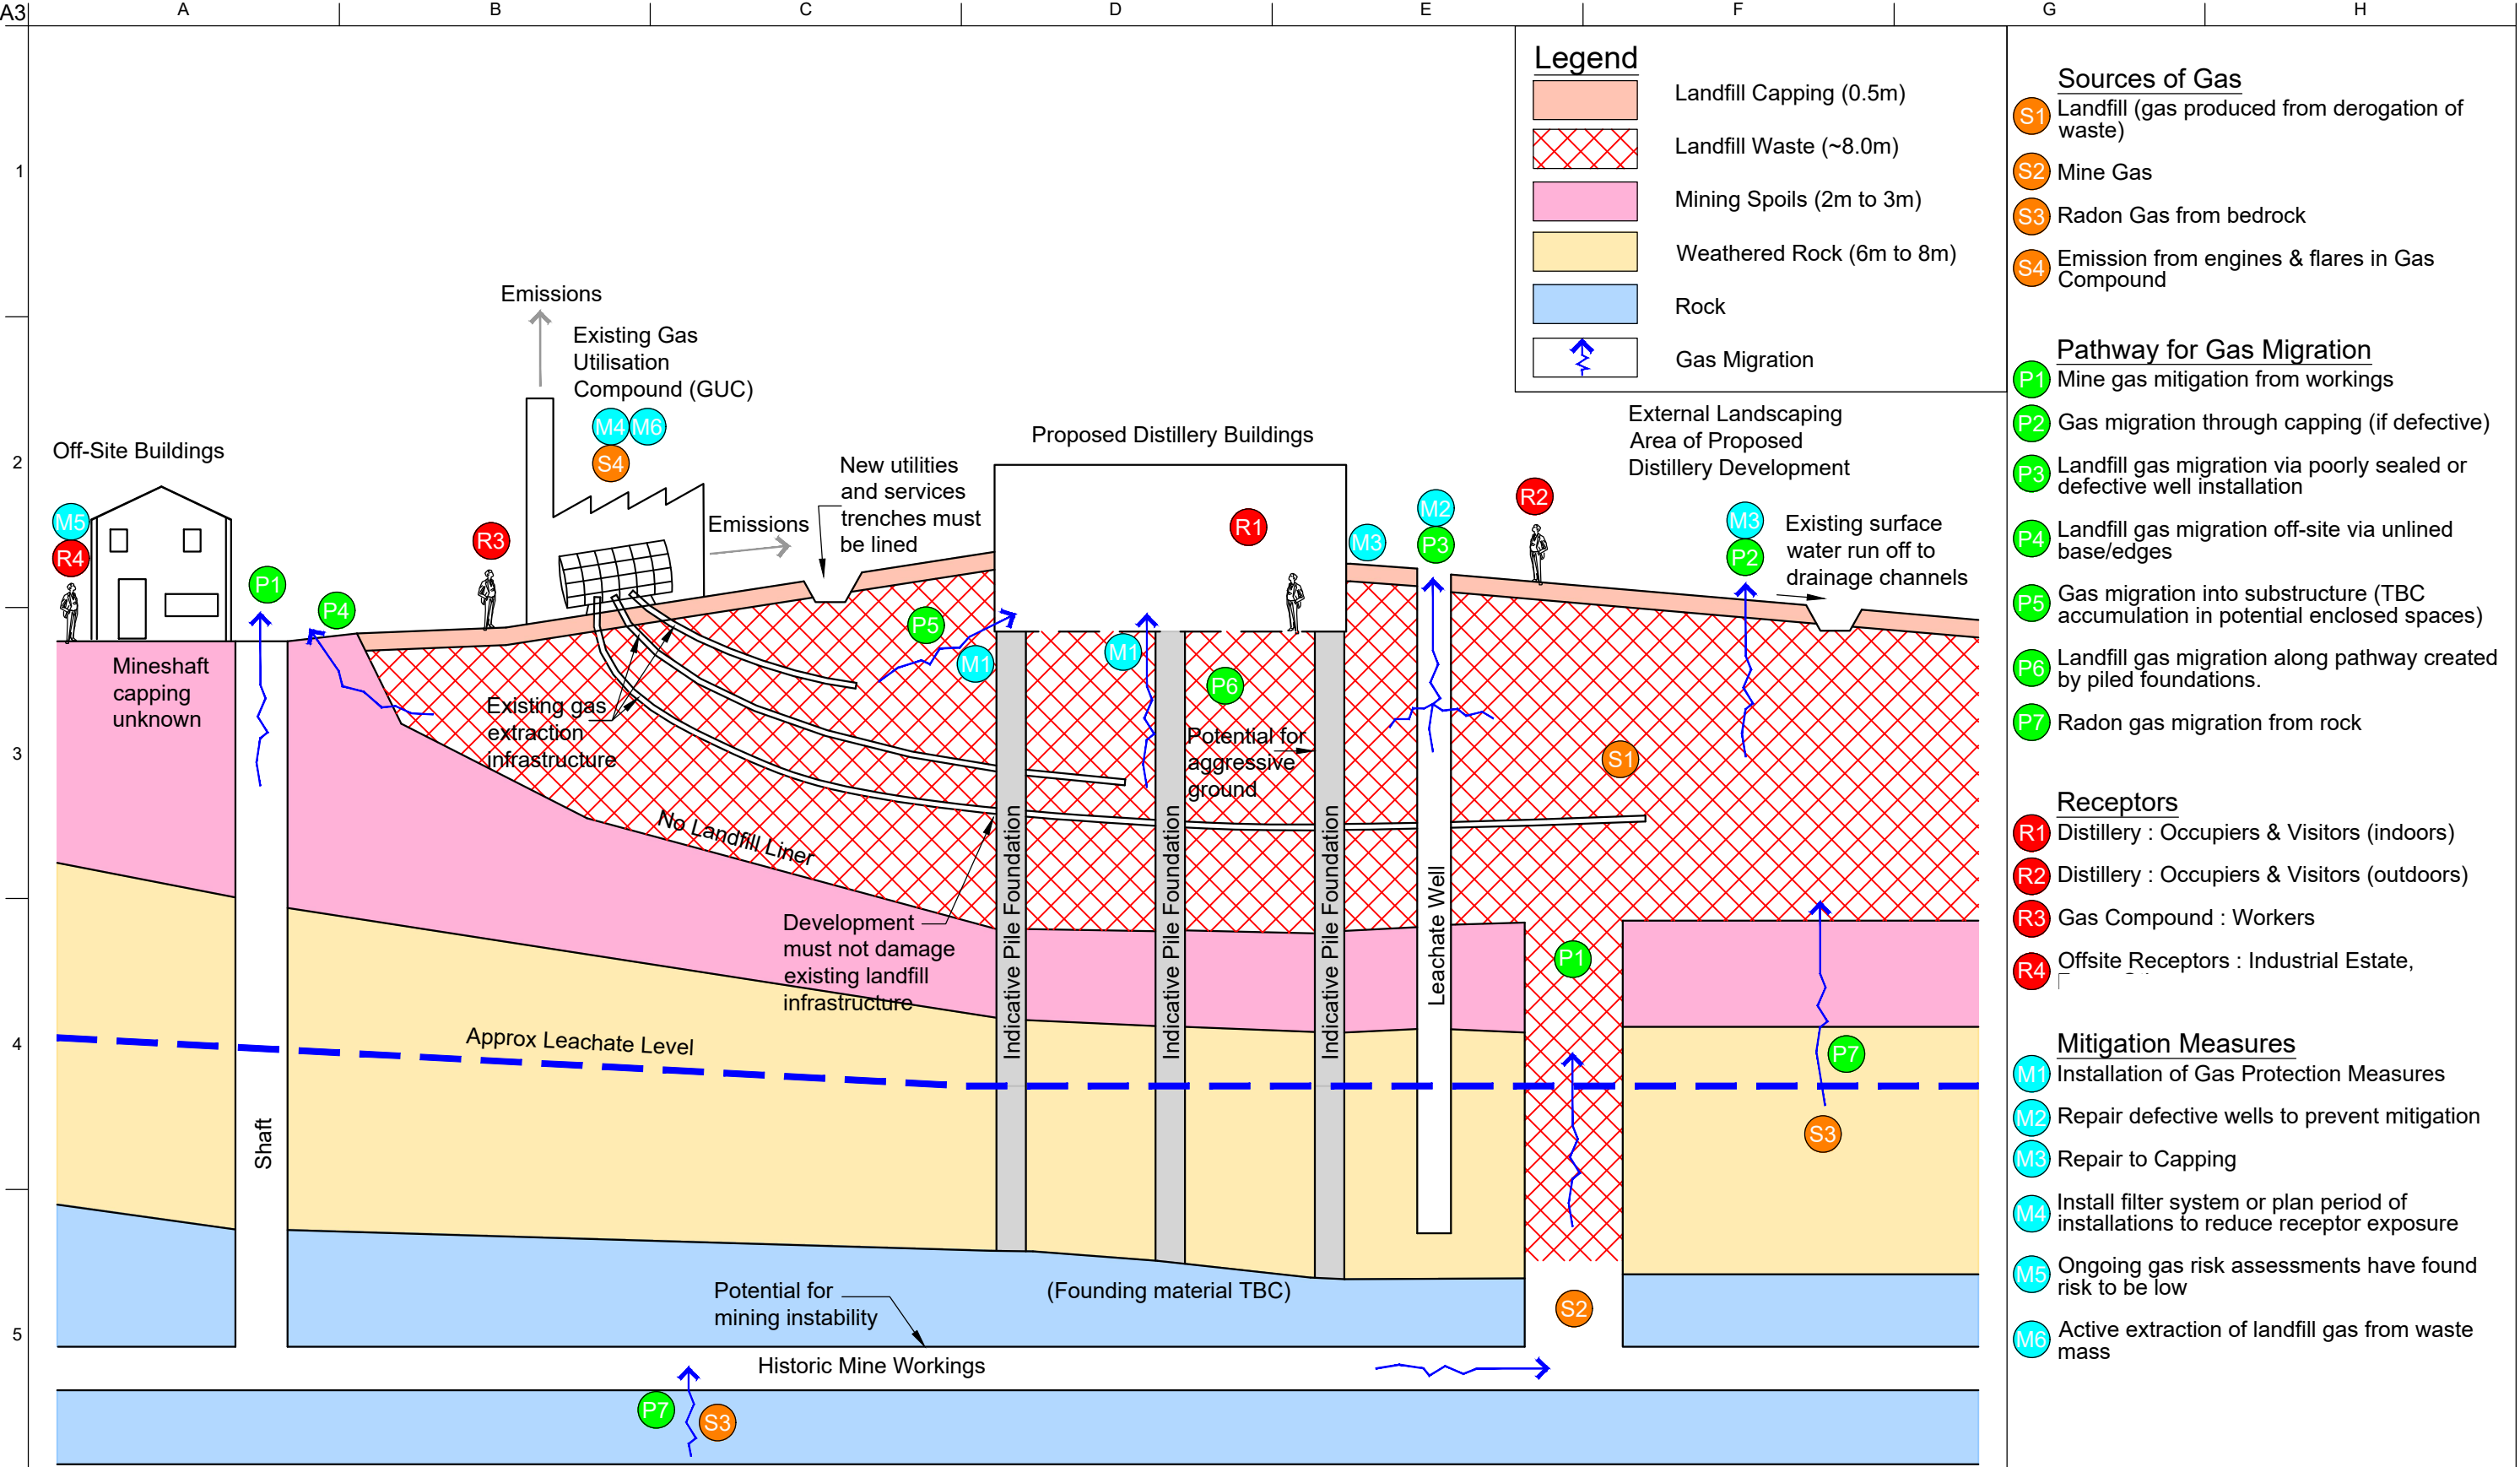 A3
A
B
C
D
E
F
G
H
1
2
3
4
5
Legend
Landfill Capping (0.5m)
Landfill Waste (~8.0m)
Mining Spoils (2m to 3m)
Weathered Rock (6m to 8m)
Rock
Gas Migration
Sources of Gas
S1 Landfill (gas produced from derogation of
waste)
S2 Mine Gas
S3 Radon Gas from bedrock
S4 Emission from engines & flares in Gas
Compound
Pathway for Gas Migration
P1 Mine gas mitigation from workings
P2 Gas migration through capping (if defective)
P3 Landfill gas migration via poorly sealed or
defective well installation
P4 Landfill gas migration off-site via unlined
base/edges
P5 Gas migration into substructure (TBC
accumulation in potential enclosed spaces)
P6 Landfill gas migration along pathway created
by piled foundations.
P7 Radon gas migration from rock
Receptors
R1 Distillery : Occupiers & Visitors (indoors)
R2 Distillery : Occupiers & Visitors (outdoors)
R3 Gas Compound : Workers
R4 Offsite Receptors : Industrial Estate,
Mitigation Measures
M1 Installation of Gas Protection Measures
M2 Repair defective wells to prevent mitigation
M3 Repair to Capping
M4 Install filter system or plan period of
installations to reduce receptor exposure
M5 Ongoing gas risk assessments have found
risk to be low
M6 Active extraction of landfill gas from waste
mass
Emissions
Existing Gas
Utilisation
Compound (GUC)
M4 M6
S4
Off-Site Buildings
M5
R4
P1
P4
R3
Emissions
New utilities
and services
trenches must
be lined
Proposed Distillery Buildings
R1
M3
M2
P3
R2
External Landscaping
Area of Proposed
Distillery Development
M3
P2
Existing surface
water run off to
drainage channels
Mineshaft
capping
unknown
Existing gas
extraction
infrastructure
P5
M1
M1
P6
Potential for
aggressive
ground
S1
No Landfill Liner
Development
must not damage
existing landfill
infrastructure
Indicative Pile Foundation
Indicative Pile Foundation
Indicative Pile Foundation
Leachate Well
P1
P7
S3
Approx Leachate Level
Shaft
Potential for
mining instability
(Founding material TBC)
S2
Historic Mine Workings
P7
S3